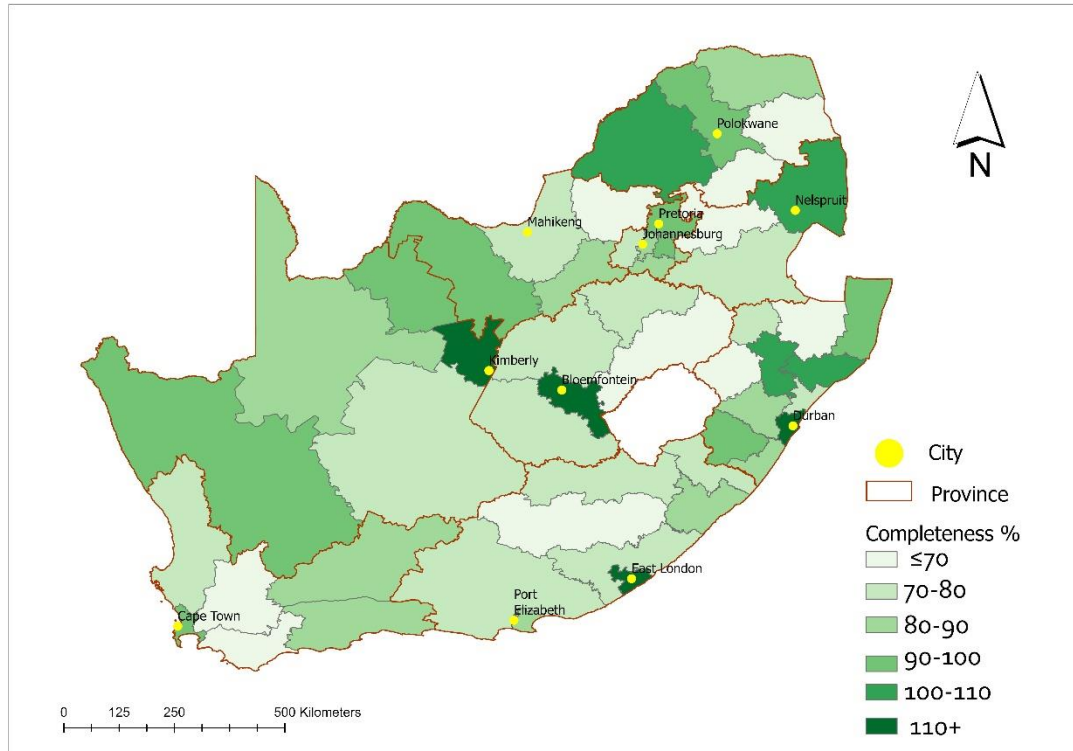 Polokwane
N
Nelspruit
Pretoria
Mahikeng
Johannesburg
Kimberly
Bloemfontein
Durban
City
Province
Completeness %
≤70
70-80
80-90
90-100
100-110
110+
East London
Port
Elizabeth
Cape Town
0 125 250 500 Kilometers